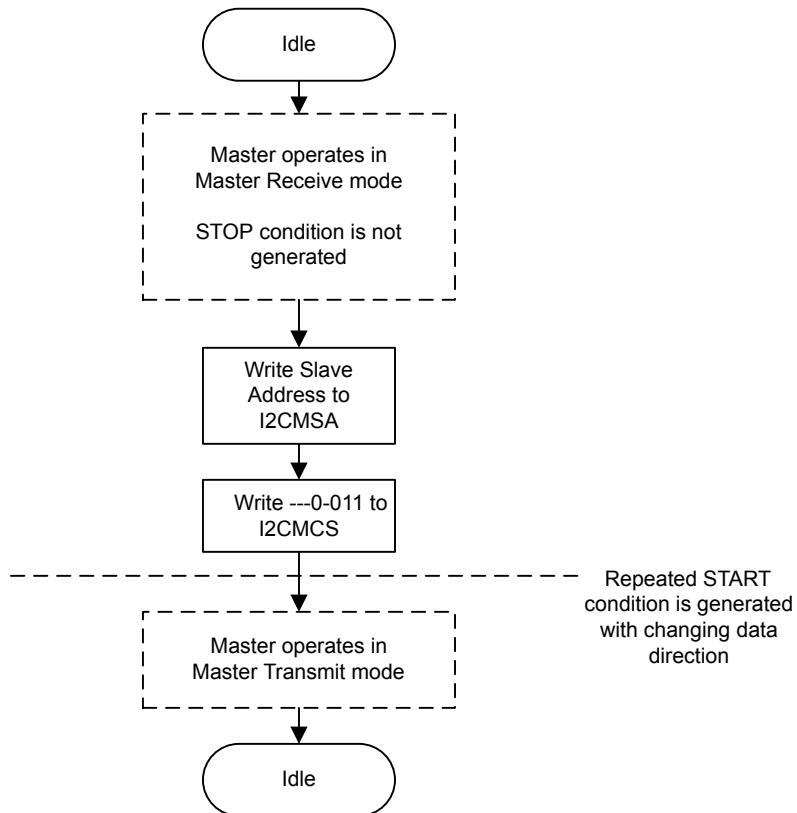 Idle
Master operates in
Master Receive mode
STOP condition is not
generated
Write Slave
Address to
I2CMSA
Write ---0-011 to
I2CMCS
Repeated START
condition is generated
with changing data
direction
Master operates in
Master Transmit mode
Idle